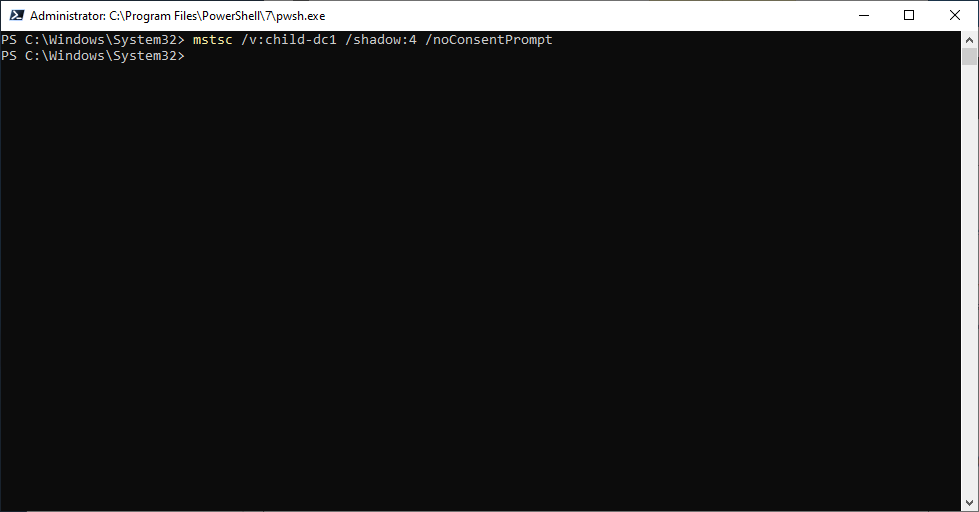 Administrator: C:\Program Files\PowerShell\7\pwsh.exe
PS C:\Windows\System32> mstsc /v:child-dc1 /shadow:4 /noConsentPrompt
PS C:\Windows\System32>